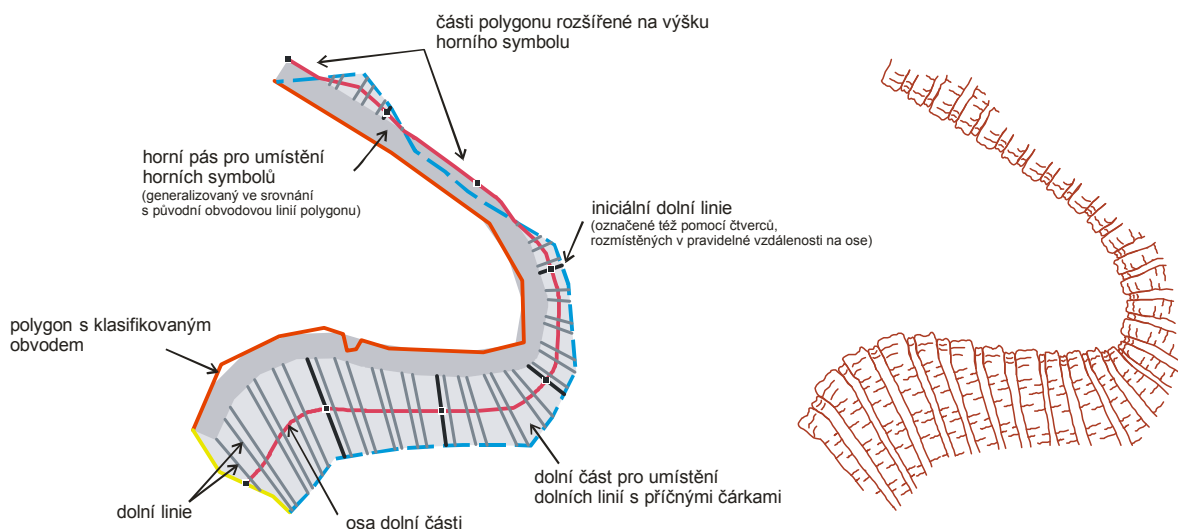 části polygonu rozšířené na výšku
horního symbolu
horní pás pro umístění
horních symbolů
(generalizovaný ve srovnání
s původní obvodovou linií polygonu)
iniciální dolní linie
(označené též pomocí čtverců,
rozmístěných v pravidelné vzdálenosti na ose)
polygon s klasifikovaným
obvodem
dolní část pro umístění
dolních linií s příčnými čárkami
dolní linie
osa dolní části